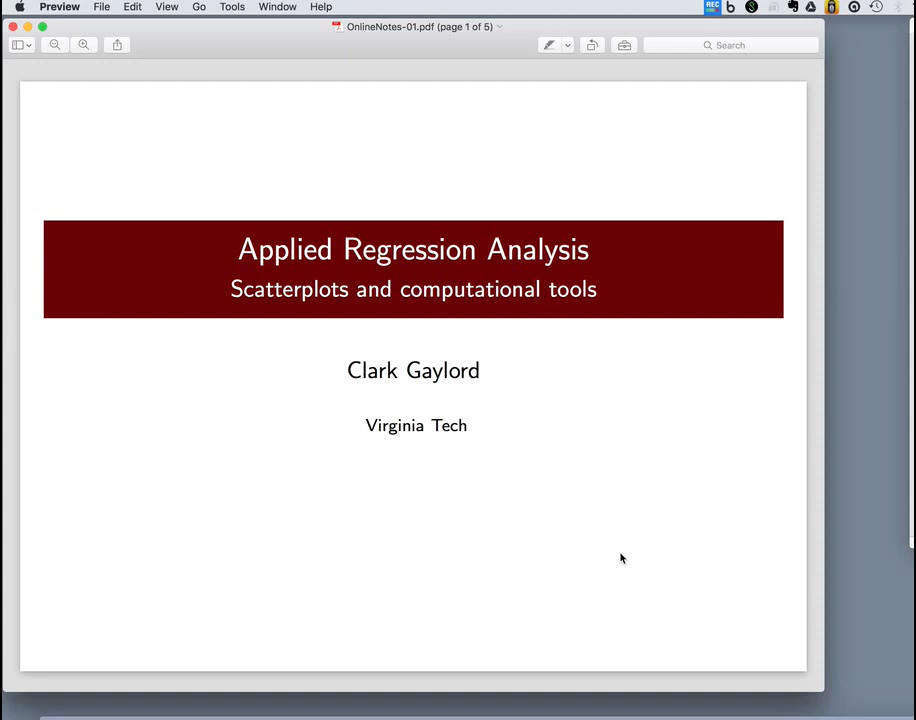 Preview File Edit View Go Tools Window Help REC
OnlineNotes-01.pdf (page 1 of 5)
Search
Applied Regression Analysis
Scatterplots and computational tools
Clark Gaylord
Virginia Tech